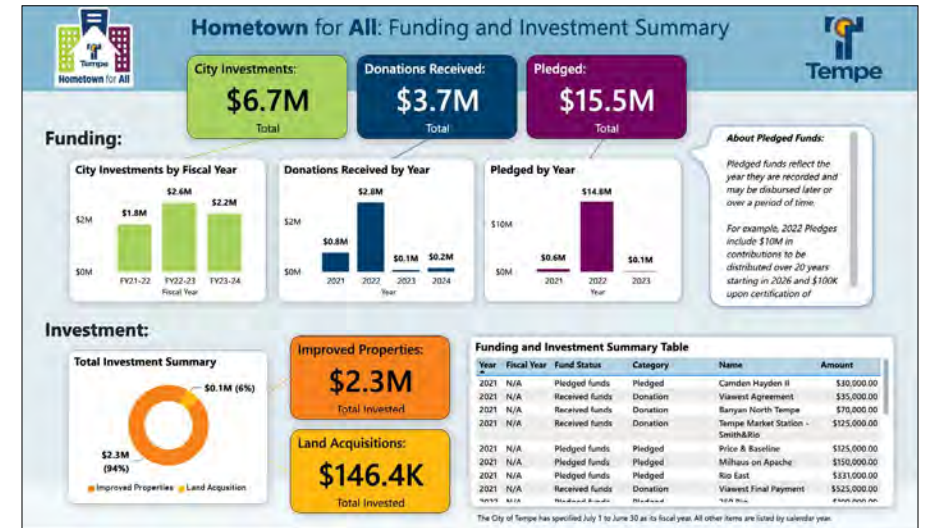 Hometown for All: Funding and Investment Summary
Tempe
Hometown for All
Tempe
City Investments:
$6.7M
Total
Donations Received:
$3.7M
Total
Pledged:
$15.5M
Total
Funding:
City Investments by Fiscal Year
$2M
$0M
$1.8M
$2.6M
$2.2M
FY21-22 FY22-23 FY23-24
Fiscal Year
Donations Received by Year
$2M
$0M
$0.8M
$2.8M
$0.1M
$0.2M
2021 2022 2023 2024
Year
Pledged by Year
$10M
$0M
$0.6M
$14.8M
$0.1M
2021 2022 2023
Year
About Pledged Funds:
Pledged funds reflect the
year they are recorded and
may be disbursed later or
over a period of time.
For example, 2022 Pledges
include $10M in
contributions to be
distributed over 20 years
starting in 2026 and $100K
upon certification of
Investment:
Total Investment Summary
$0.1M (6%)
$2.3M
(94%)
Improved Properties Land Acqusition
Improved Properties:
$2.3M
Total Invested
Land Acquisitions:
$146.4K
Total Invested
Funding and Investment Summary Table
Year Fiscal Year Fund Status Category Name Amount
2021 N/A Pledged funds Pledged Camden Hayden II $30,000.00
2021 N/A Received funds Donation Viawest Agreement $35,000.00
2021 N/A Received funds Donation Banyan North Tempe $70,000.00
2021 N/A Received funds Donation Tempe Market Station - $125,000.00
Smith&Rio
2021 N/A Pledged funds Pledged Price & Baseline $125,000.00
2021 N/A Pledged funds Pledged Milhaus on Apache $150,000.00
2021 N/A Pledged funds Pledged Rio East $331,000.00
2021 N/A Received funds Donation Viawest Final Payment $525,000.00
The City of Tempe has specified July 1 to June 30 as its fiscal year. All other items are listed by calendar year.